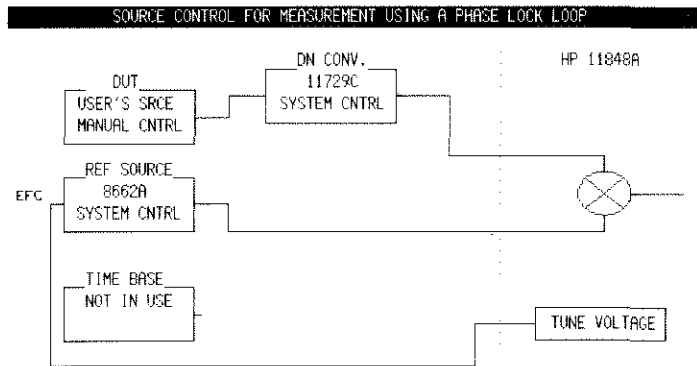 SOURCE CONTROL FOR MEASUREMENT USING A PHASE LOCK LOOP
HP 11848A
DN CONV.
11729C
SYSTEM CNTRL
DUT
USER'S SRCE
MANUAL CNTRL
EFC
REF SOURCE
8662A
SYSTEM CNTRL
TIME BASE
NOT IN USE
TUNE VOLTAGE